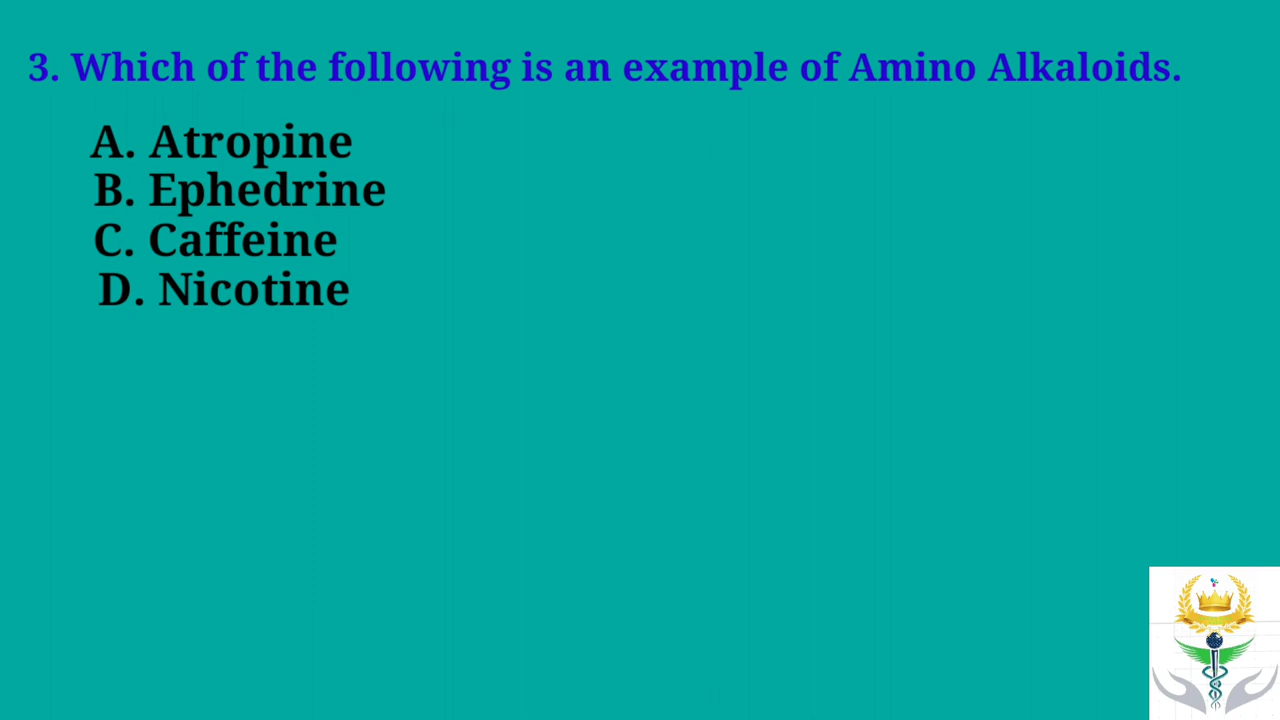 3. Which of the following is an example of Amino Alkaloids.
A. Atropine
B. Ephedrine
C. Caffeine
D. Nicotine